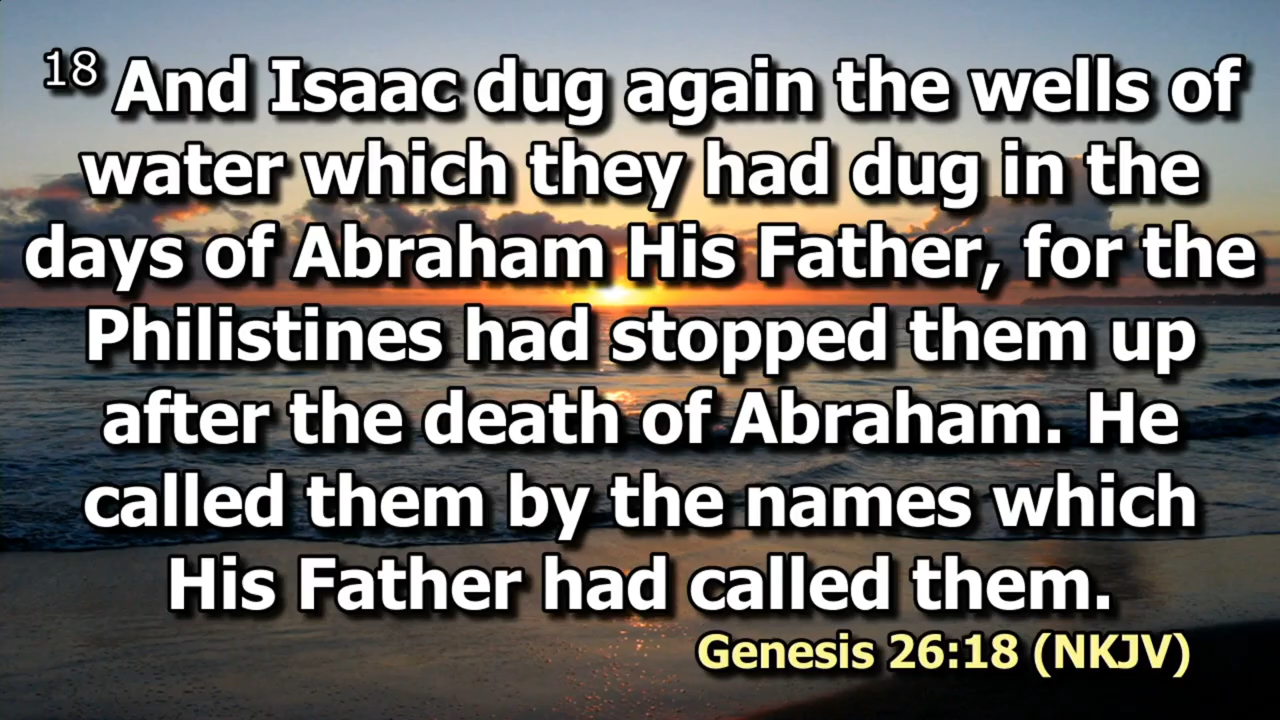 18 And Isaac dug again the wells of
water which they had dug in the
days of Abraham His Father, for the
Philistines had stopped them up
after the death of Abraham. He
called them by the names which
His Father had called them.
Genesis 26:18 (NKJV)